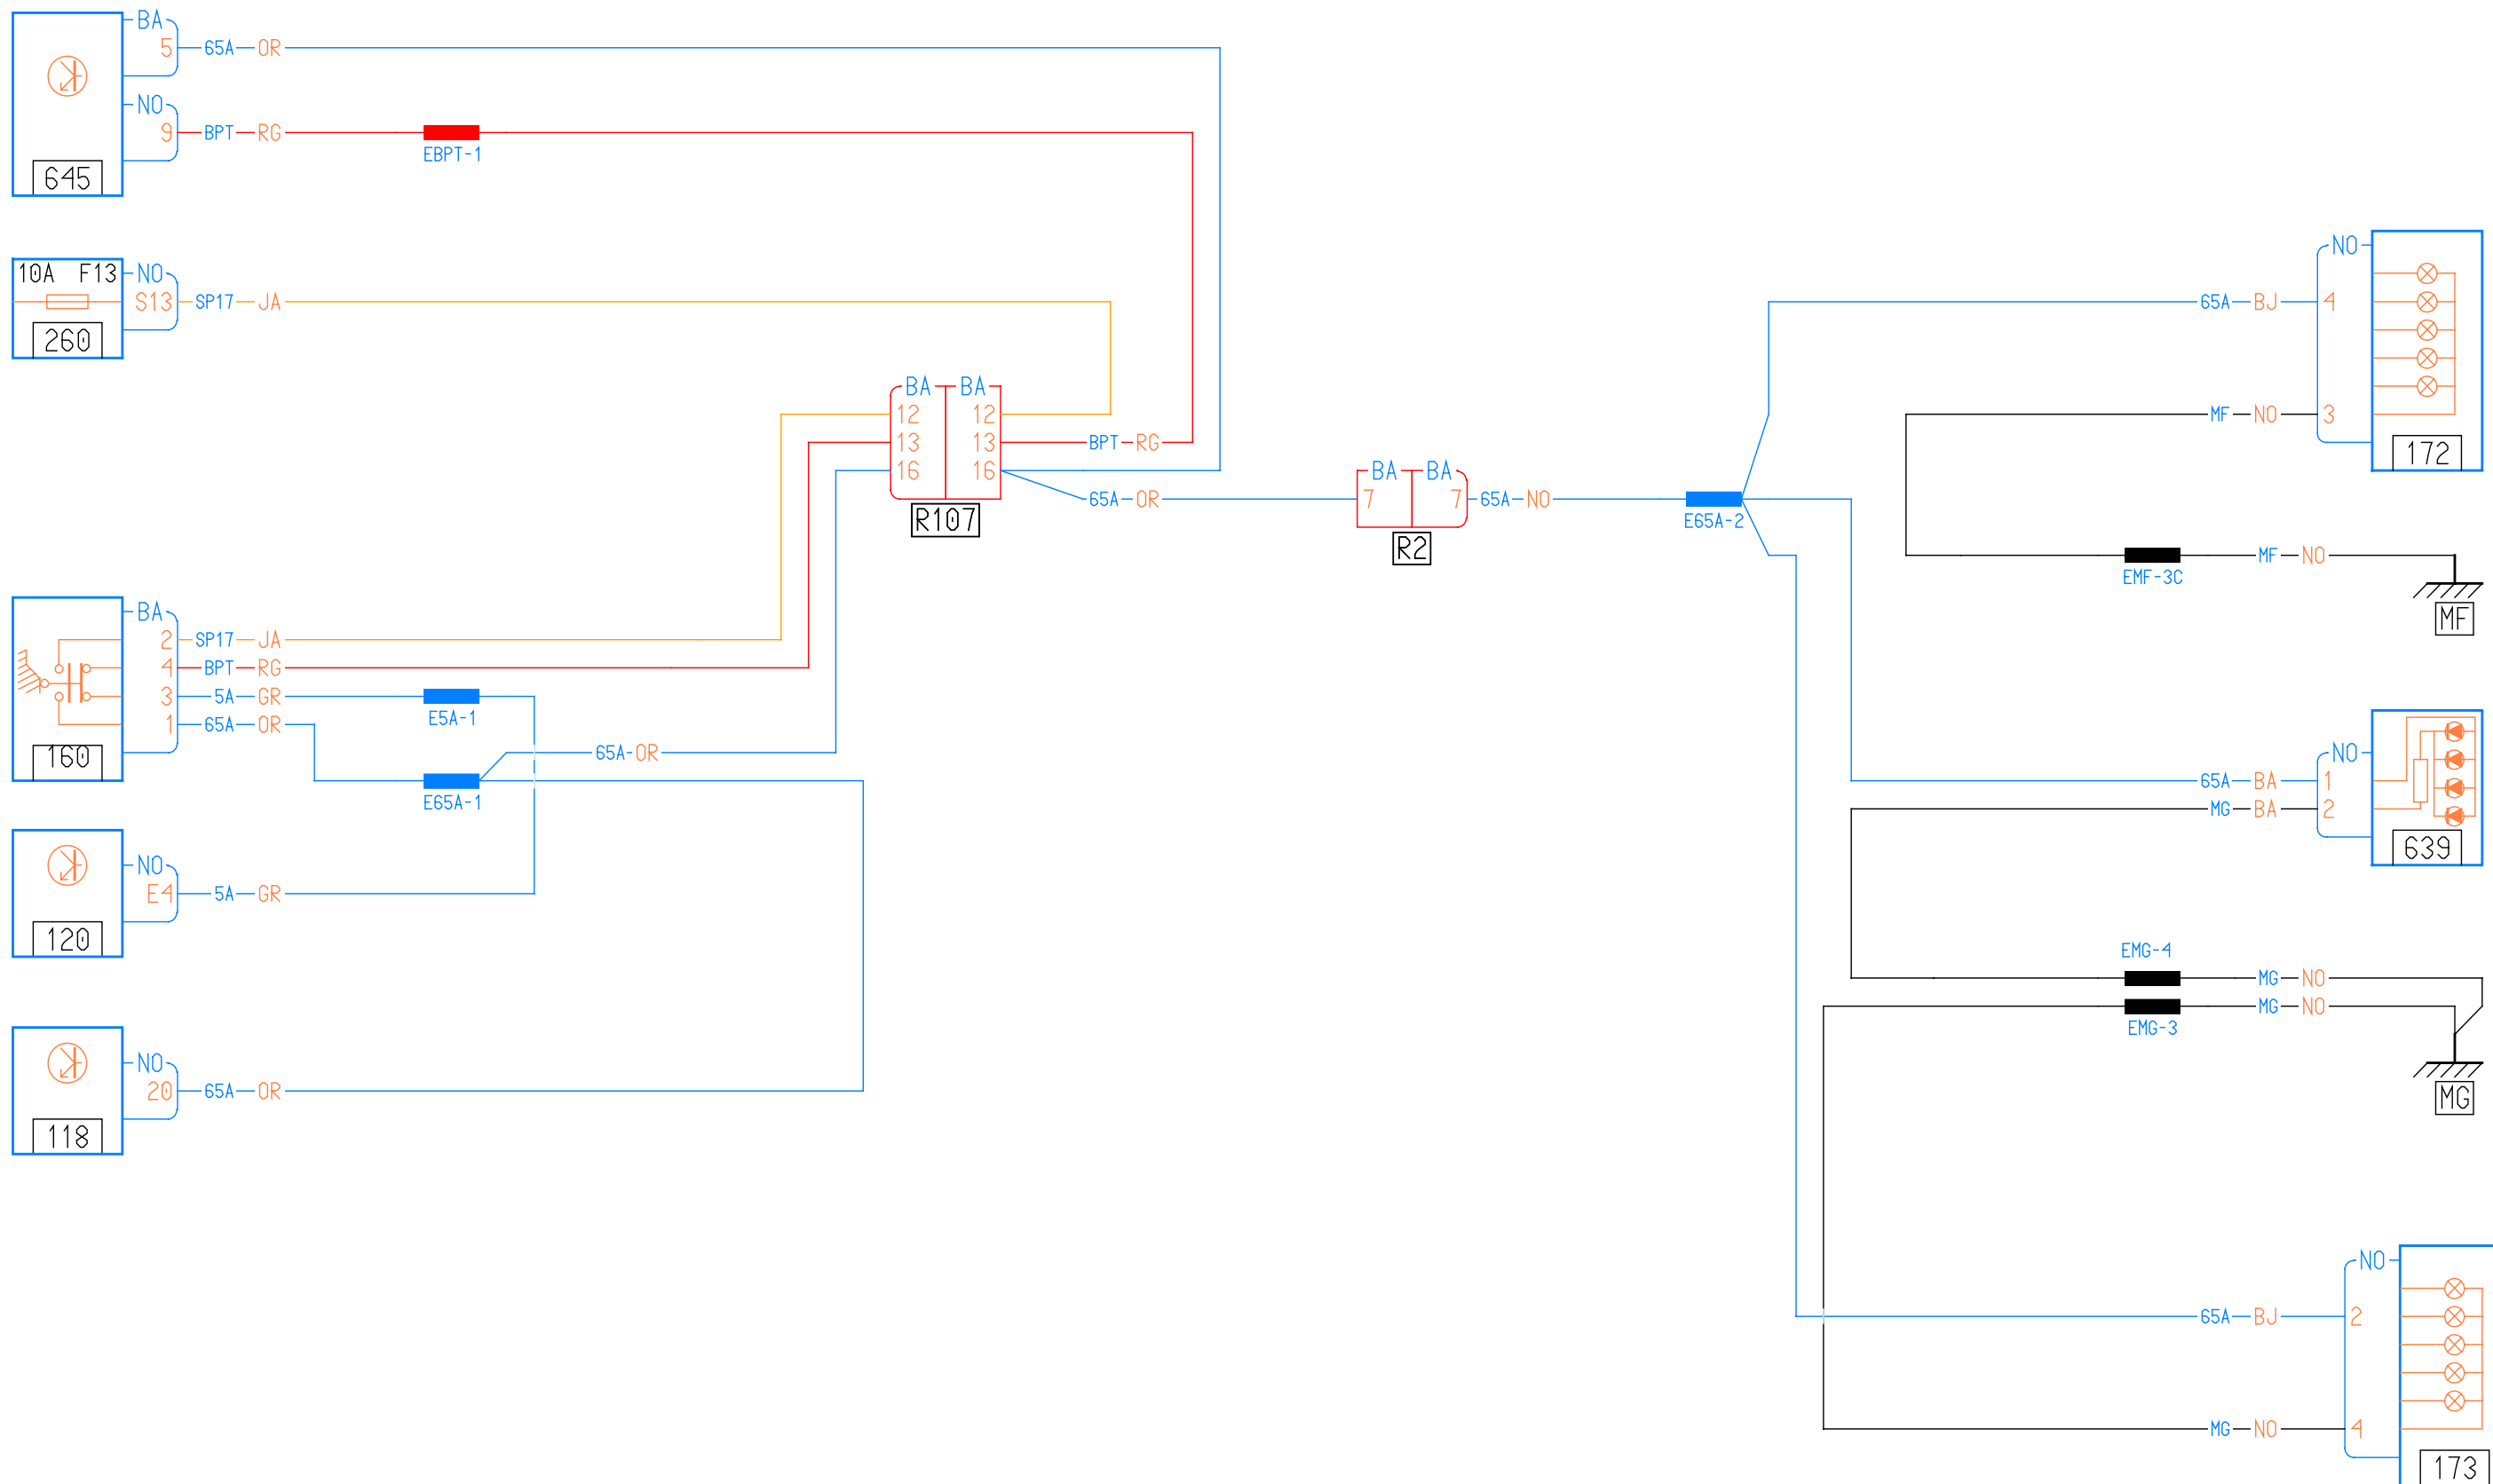 BA
5 65A OR
NO
9 BPT RG
EBPT-1
645
10A F13 NO
S13 SP17 JA
260
BA BA
12 12
13 13 BPT RG
16 16
65A OR
R107
BA BA
7 7 65A NO
R2
E65A-2
NO
65A BJ 4
MF NO 3
172
MF NO
EMF-3C
MF
BA
2 SP17 JA
4 BPT RG
3 5A GR
E5A-1
1 65A OR
65A OR
160
E65A-1
NO
65A BA 1
MG BA 2
639
NO
E4 5A GR
120
EMG-4
MG NO
MG NO
EMG-3
MG
NO
20 65A OR
118
NO
65A BJ 2
MG NO 4
173